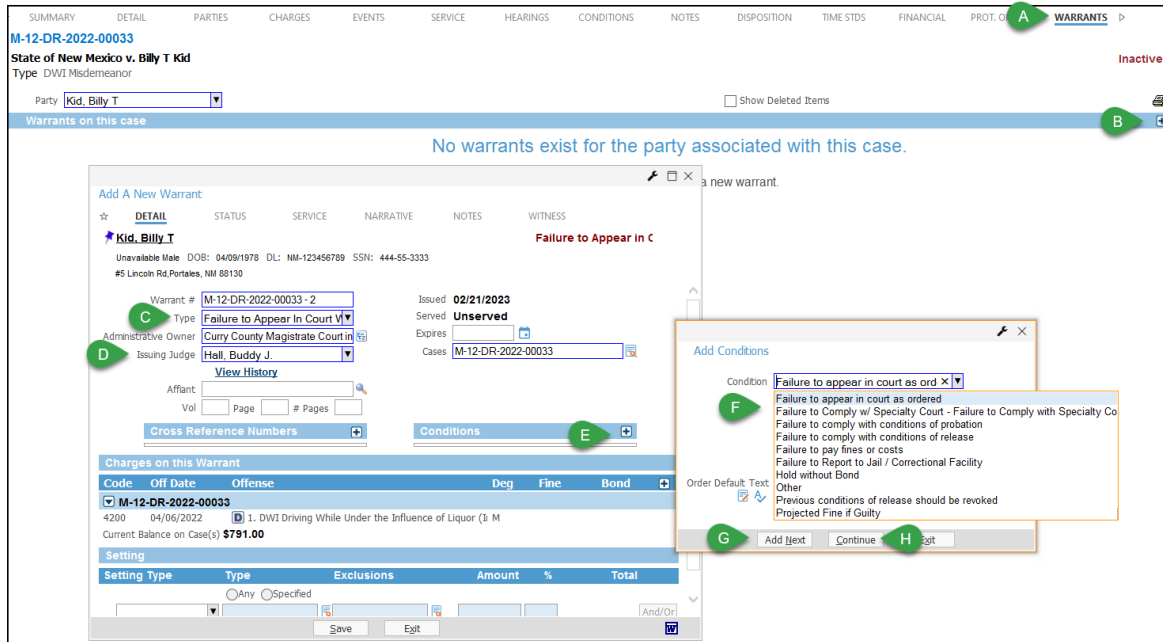 SUMMARY DETAIL PARTIES CHARGES EVENTS SERVICE HEARINGS CONDITIONS NOTES DISPOSITION TIME STDS FINANCIAL PROT. O A WARRANTS
M-12-DR-2022-00033
State of New Mexico v. Billy T Kid
Inactive
Type DWI Misdemeanor
Party Kid, Billy T
Show Deleted Items
Warrants on this case
B
No warrants exist for the party associated with this case.
a new warrant.
Add A New Warrant
DETAIL STATUS SERVICE NARRATIVE NOTES WITNESS
Kid, Billy T
Failure to Appear in C
Unavailable Male DOB: 04/09/1978 DL: NM-123456789 SSN: 444-55-3333
#5 Lincoln Rd,Portales, NM 88130
Warrant # M-12-DR-2022-00033 - 2
Issued 02/21/2023
C Type Failure to Appear In Court W
Served Unserved
Administrative Owner Curry County Magistrate Court in
Expires
D Issuing Judge Hall, Buddy J.
Cases M-12-DR-2022-00033
View History
Affiant
Vol Page # Pages
Cross Reference Numbers
Conditions
E
Charges on this Warrant
Code Off Date Offense Deg Fine Bond
M-12-DR-2022-00033
4200 04/06/2022 D 1. DWI Driving While Under the Influence of Liquor (I M
Current Balance on Case(s) $791.00
Setting
Setting Type Type Exclusions Amount % Total
Any Specified
And/Or
Save Exit
W
Add Conditions
Condition Failure to appear in court as ord
Failure to appear in court as ordered
F
Failure to Comply w/ Specialty Court - Failure to Comply with Specialty Co
Failure to comply with conditions of probation
Failure to comply with conditions of release
Failure to pay fines or costs
Failure to Report to Jail / Correctional Facility
Hold without Bond
Order Default Text
Other
Previous conditions of release should be revoked
Projected Fine if Guilty
G Add Next Continue H Exit